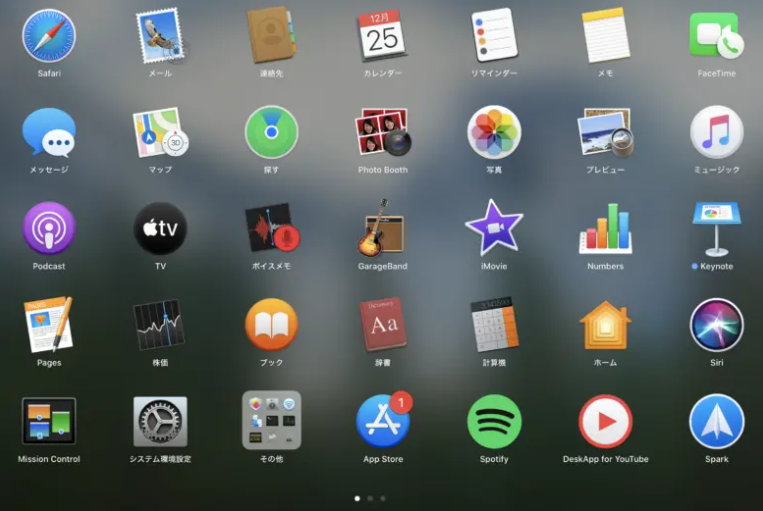 Safari
メール
連絡先
12月
25
カレンダー
リマインダー
メモ
FaceTime
メッセージ
3D
マップ
探す
Photo Booth
写真
プレビュー
ミュージック
Podcast
tv
TV
ボイスメモ
GarageBand
iMovie
Numbers
Keynote
PAGES
Pages
株価
ブック
Dictionary
Aa
辞書
計算機
ホーム
Siri
Mission Control
システム環境設定
その他
1
App Store
Spotify
DeskApp for YouTube
Spark